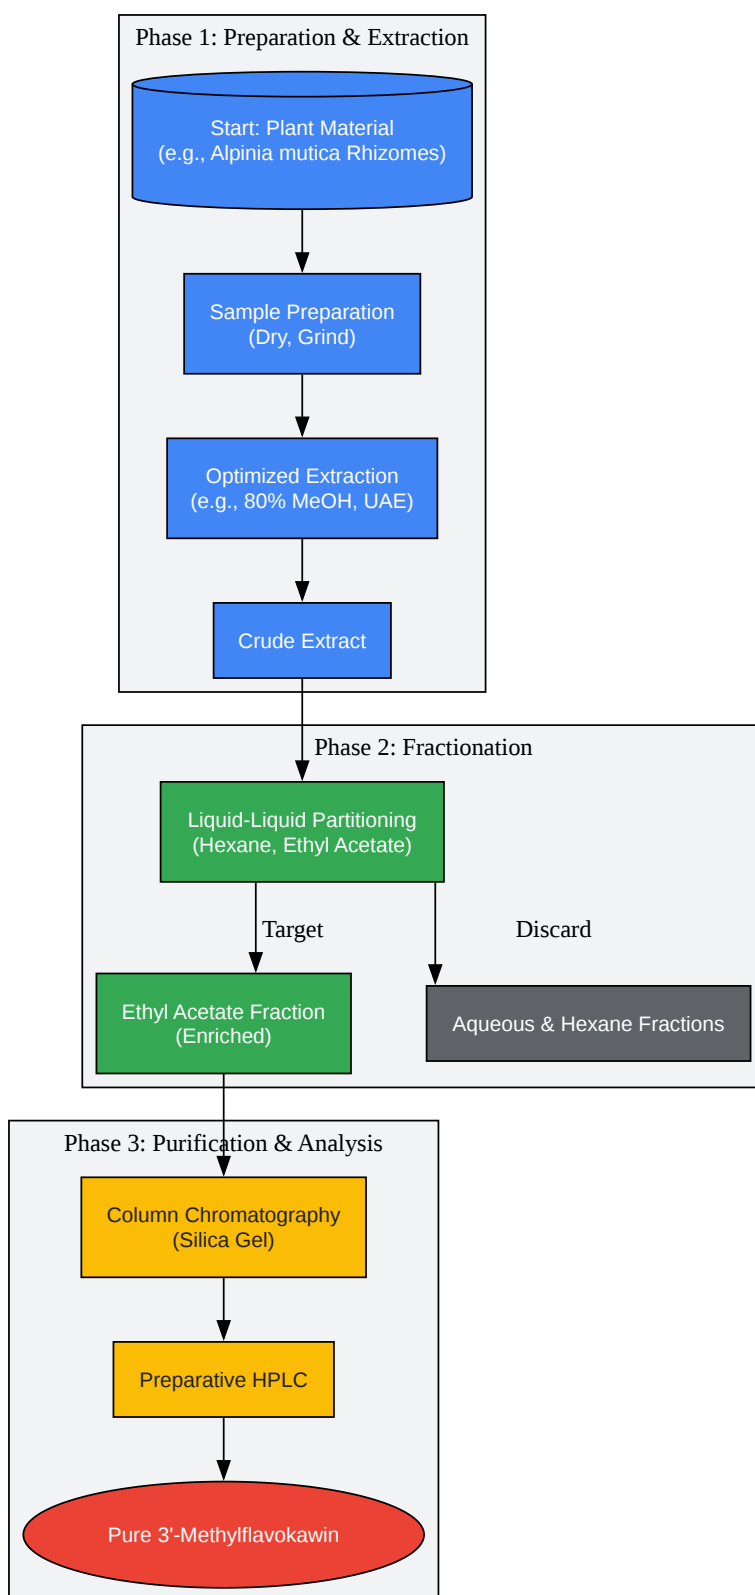 Phase 1: Preparation & Extraction
Start: Plant Material
(e.g., Alpinia mutica Rhizomes)
Sample Preparation
(Dry, Grind)
Optimized Extraction
(e.g., 80% MeOH, UAE)
Crude Extract
Phase 2: Fractionation
Liquid-Liquid Partitioning
(Hexane, Ethyl Acetate)
Target
Discard
Ethyl Acetate Fraction
(Enriched)
Aqueous & Hexane Fractions
Phase 3: Purification & Analysis
Column Chromatography
(Silica Gel)
Preparative HPLC
Pure 3'-Methylflavokawin